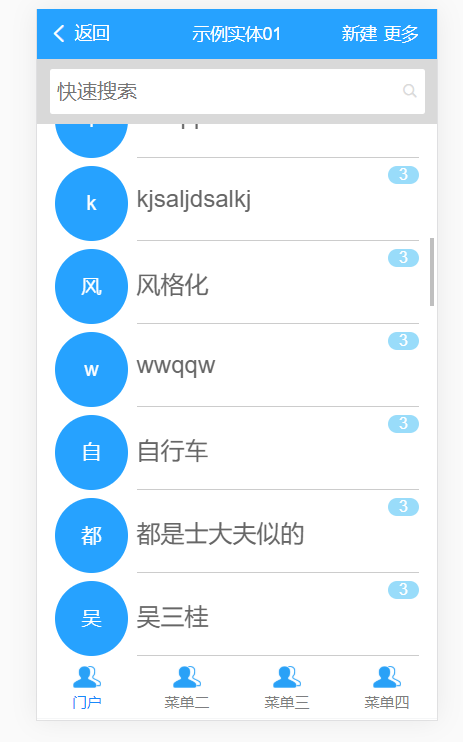 返回 示例实体01 新建 更多
快速搜索
3
k kjsaljdsalkj
3
风 风格化
3
w wwqqw
3
自 自行车
3
都 都是士大夫似的
3
吴 吴三桂
门户 菜单二 菜单三 菜单四